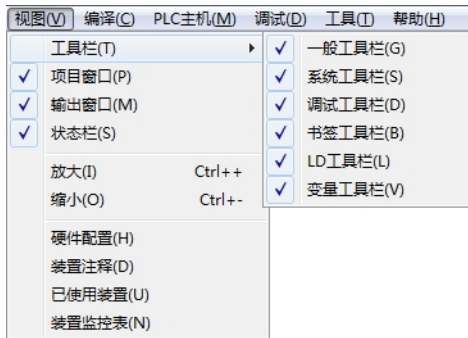 视图(V) 编译(C) PLC主机(M) 调试(D) 工具(T) 帮助(H)
工具栏(T)
项目窗口(P)
输出窗口(M)
状态栏(S)
放大(I) Ctrl++
缩小(O) Ctrl+-
硬件配置(H)
装置注释(D)
已使用装置(U)
装置监控表(N)
一般工具栏(G)
系统工具栏(S)
调试工具栏(D)
书签工具栏(B)
LD工具栏(L)
变量工具栏(V)